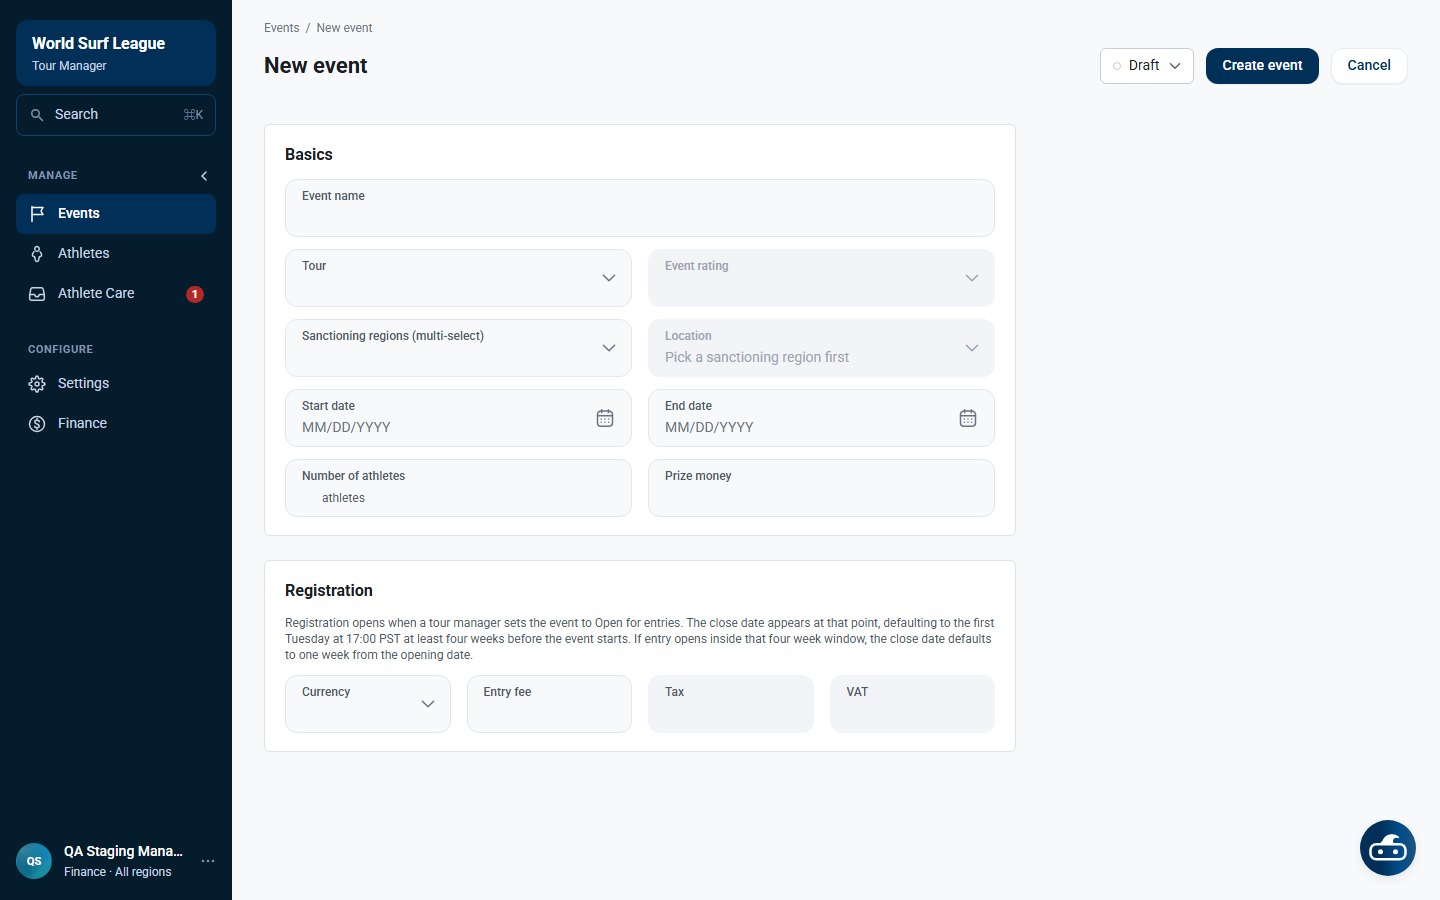 World Surf League
Tour Manager
Search ⌘K
MANAGE
Events
Athletes
Athlete Care 1
CONFIGURE
Settings
Finance
QS
QA Staging Mana...
Finance · All regions
Events / New event
New event
Draft
Create event
Cancel
Basics
Event name
Tour
Event rating
Sanctioning regions (multi-select)
Location
Pick a sanctioning region first
Start date
MM/DD/YYYY
End date
MM/DD/YYYY
Number of athletes
athletes
Prize money
Registration
Registration opens when a tour manager sets the event to Open for entries. The close date appears at that point, defaulting to the first
Tuesday at 17:00 PST at least four weeks before the event starts. If entry opens inside that four week window, the close date defaults
to one week from the opening date.
Currency
Entry fee
Tax
VAT